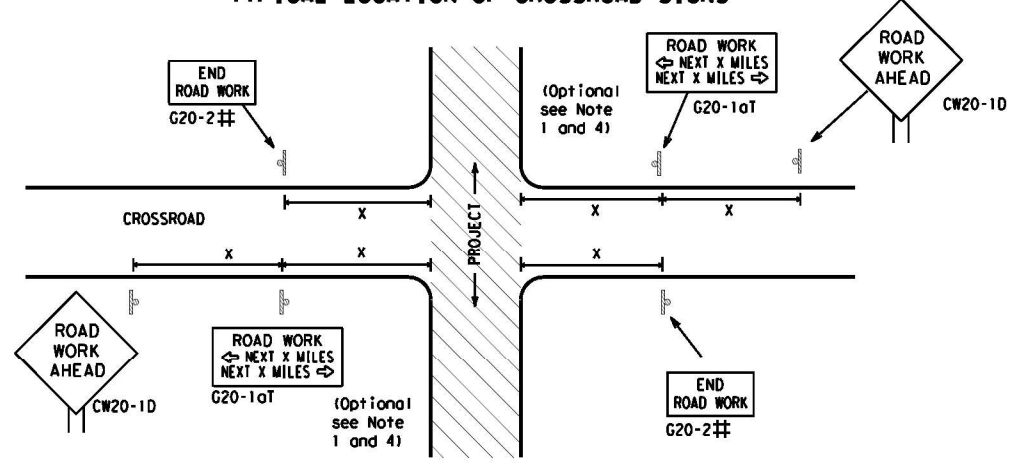 TYPICAL LOCATION OF CROSSROAD SIGNS
END
ROAD WORK
G20-2#
(Optional
see Note
1 and 4)
ROAD WORK
⇦ NEXT X MILES
NEXT X MILES ⇨
G20-1aT
ROAD
WORK
AHEAD
CW20-1D
X
X
X
CROSSROAD
PROJECT
X
X
X
ROAD
WORK
AHEAD
CW20-1D
ROAD WORK
⇦ NEXT X MILES
NEXT X MILES ⇨
G20-1aT
(Optional
see Note
1 and 4)
END
ROAD WORK
G20-2#